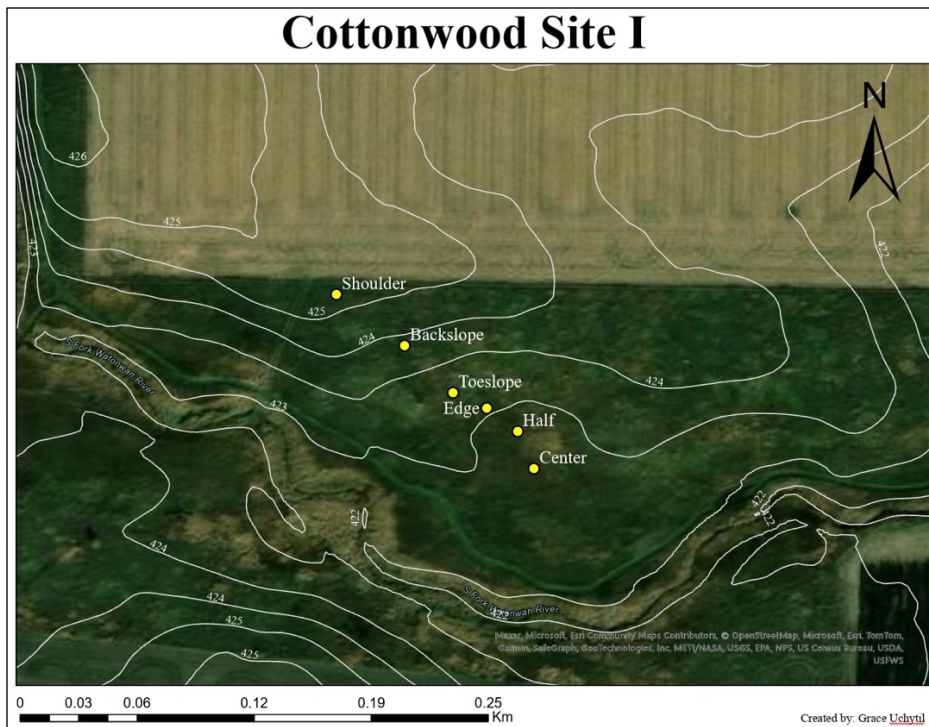 Cottonwood Site I
N
426
425
423
422
Shoulder
425
Backslope
424
Toeslope
424
Edge
S Fork Watonwan River
423
Half
Center
422
422
422
424
424
S Fork Watonwan River
422
425
425
Maxar, Microsoft, Esri Community Maps Contributors, © OpenStreetMap, Microsoft, Esri, TomTom,
Garmin, SafeGraph, GeoTechnologies, Inc, METI/NASA, USGS, EPA, NPS, US Census Bureau, USDA,
USFWS
0 0.03 0.06 0.12 0.19 0.25
Km
Created by: Grace Uchytil